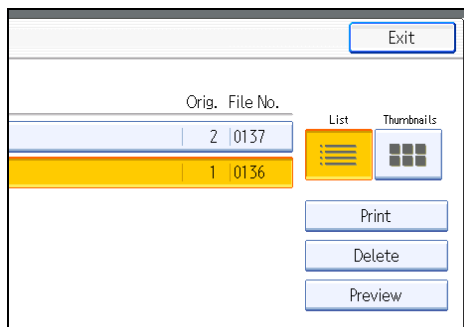 Exit
Orig. File No.
List Thumbnails
2 0137
1 0136
Print
Delete
Preview